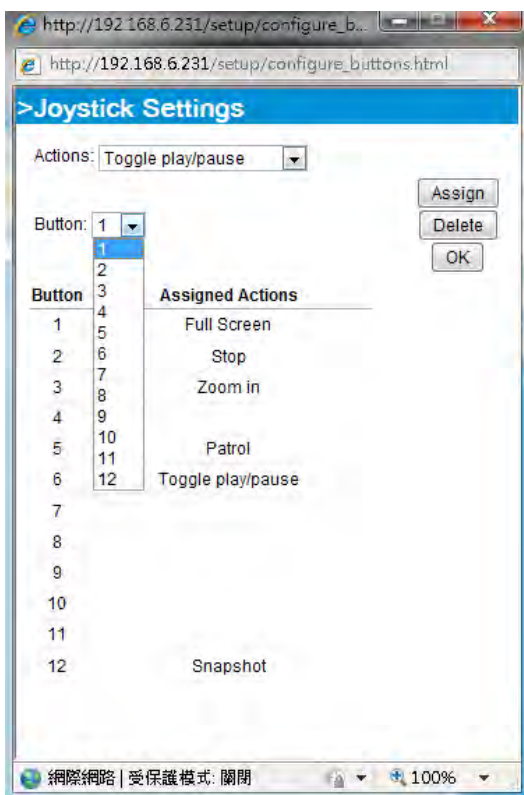 http://192.168.6.231/setup/configure_b...
http://192.168.6.231/setup/configure_buttons.html
>Joystick Settings
Actions: Toggle play/pause
Assign
Button: 1
Delete
OK
1
2
3
4
5
6
7
8
9
10
11
12
Button Assigned Actions
1 Full Screen
2 Stop
3 Zoom in
4
5 Patrol
6 Toggle play/pause
7
8
9
10
11
12 Snapshot
網際網路 | 受保護模式: 關閉 100%